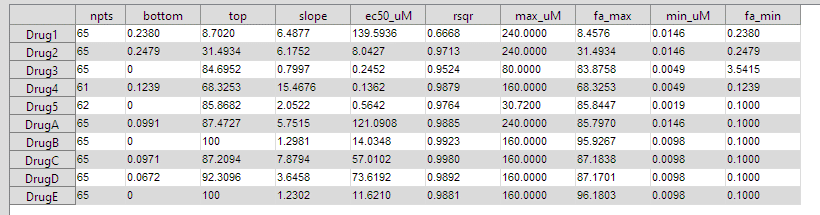 npts bottom top slope ec50_uM rsqr max_uM fa_max min_uM fa_min
Drug1 65 0.2380 8.7020 6.4877 139.5936 0.6668 240.0000 8.4576 0.0146 0.2380
Drug2 65 0.2479 31.4934 6.1752 8.0427 0.9713 240.0000 31.4934 0.0146 0.2479
Drug3 65 0 84.6952 0.7997 0.2452 0.9524 80.0000 83.8758 0.0049 3.5415
Drug4 61 0.1239 68.3253 15.4676 0.1362 0.9879 160.0000 68.3253 0.0049 0.1239
Drug5 62 0 85.8682 2.0522 0.5642 0.9764 30.7200 85.8447 0.0019 0.1000
DrugA 65 0.0991 87.4727 5.7515 121.0908 0.9885 240.0000 85.7970 0.0146 0.1000
DrugB 65 0 100 1.2981 14.0348 0.9923 160.0000 95.9267 0.0098 0.1000
DrugC 65 0.0971 87.2094 7.8794 57.0102 0.9980 160.0000 87.1838 0.0098 0.1000
DrugD 65 0.0672 92.3096 3.6458 73.6192 0.9892 160.0000 87.1701 0.0098 0.1000
DrugE 65 0 100 1.2302 11.6210 0.9881 160.0000 96.1803 0.0098 0.1000